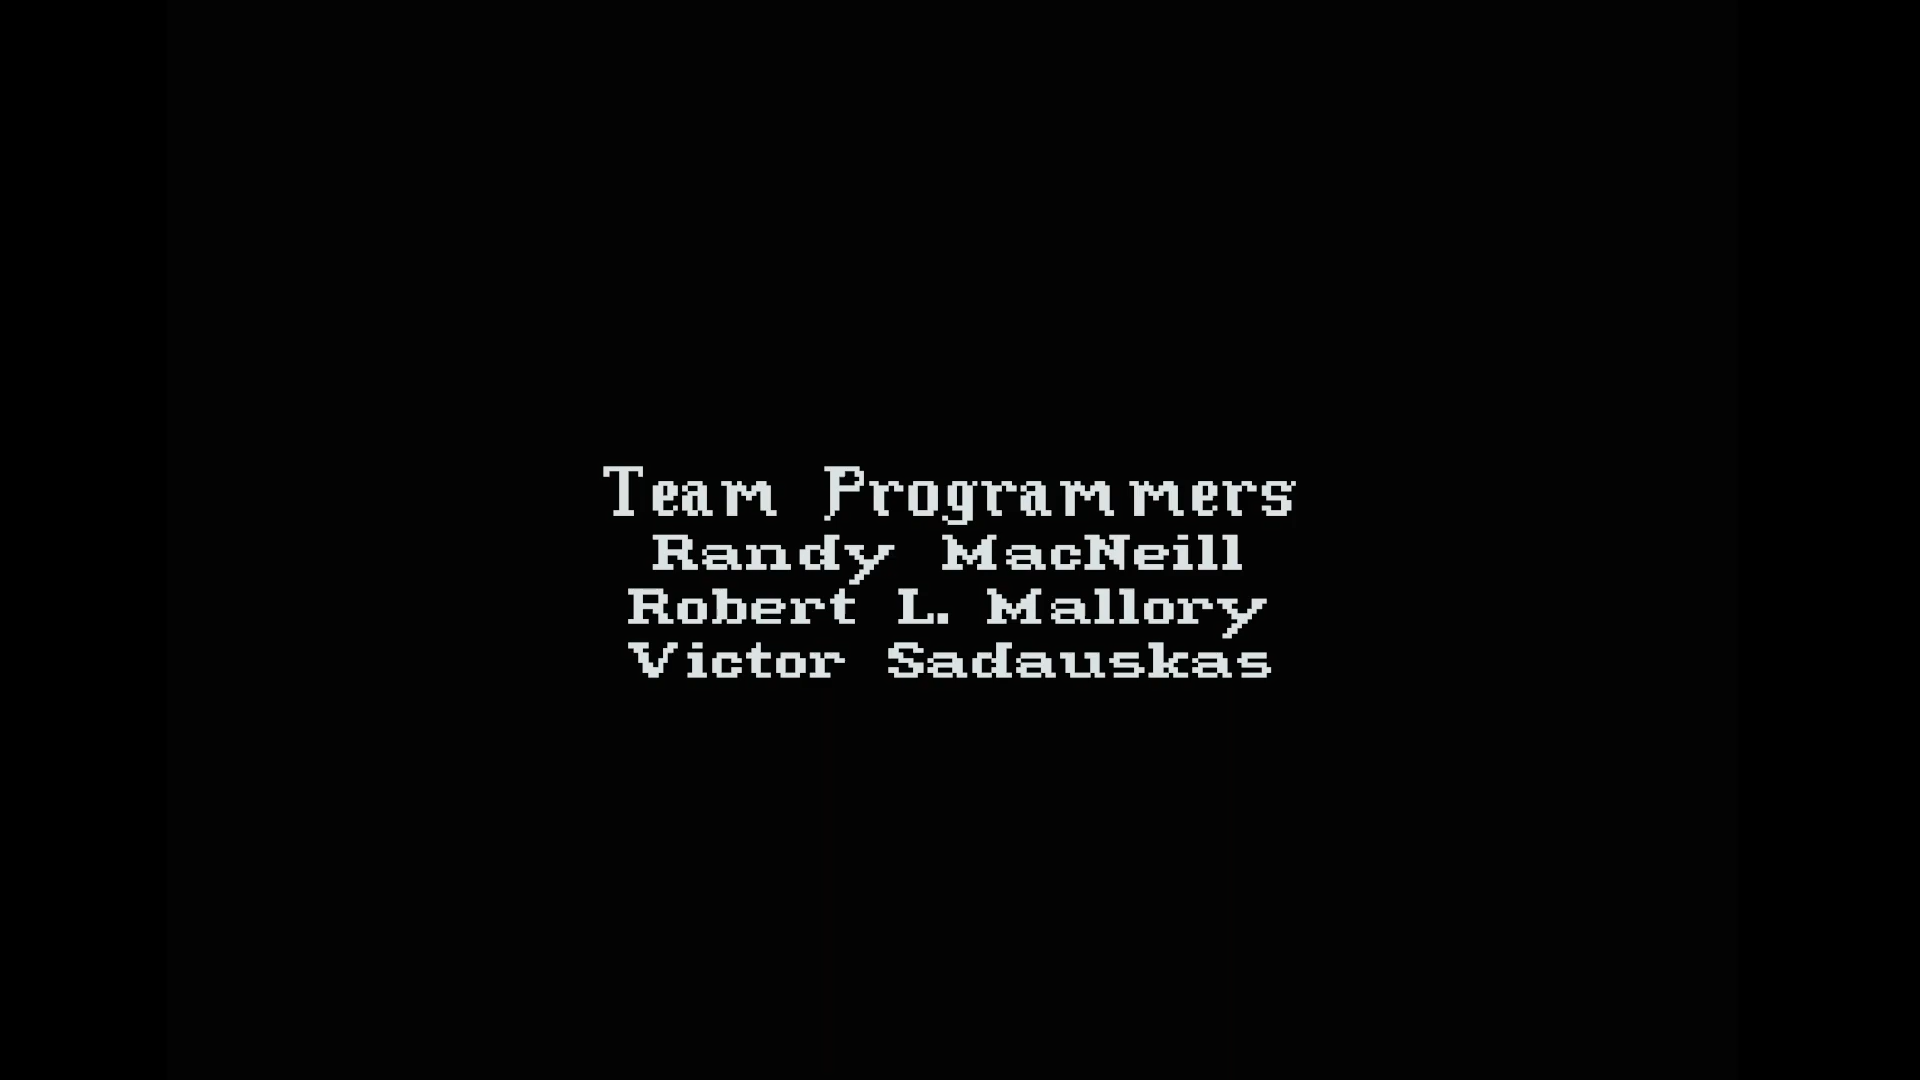 Team Programmers
Randy MacNeill
Robert L. Mallory
Victor Sadauskas